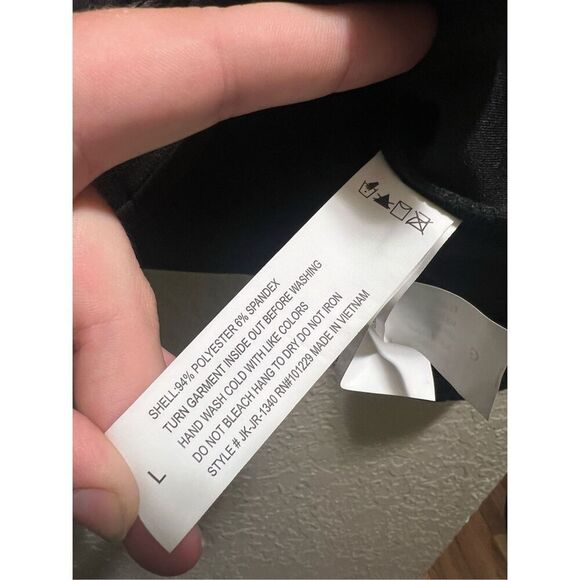 SHELL:94% POLYESTER 6% SPANDEX
TURN GARMENT INSIDE OUT BEFORE WASHING
HAND WASH COLD WITH LIKE COLORS
DO NOT BLEACH HANG TO DRY DO NOT IRON
STYLE # JK-JR-1340 RN#101229 MADE IN VIETNAM
L